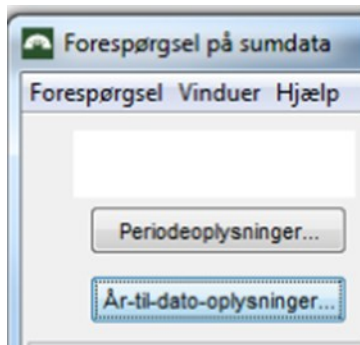 Forespørgsel på sumdata
Forespørgsel Vinduer Hjælp
Periodeoplysninger...
År-til-dato-oplysninger...